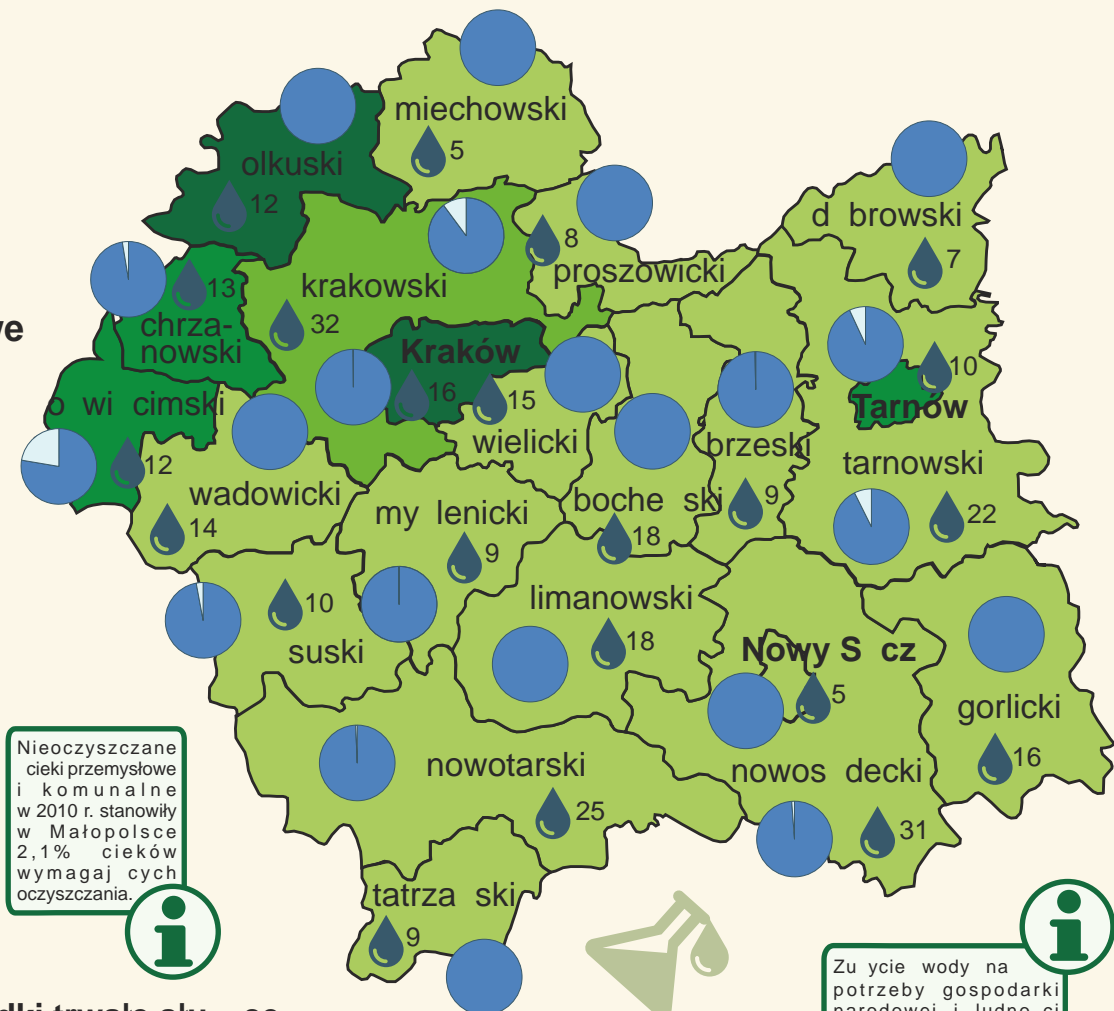 miechowski
5
olkuski
12
d browski
7
8
proszowicki
13
krakowski
32
chrza-
nowski
we
Kraków
16
15
10
Tarnów
o wi cimski
12
wielicki
brzeski
tarnowski
wadowicki
14
my lenicki
9
boche ski
18
9
22
10
suski
limanowski
18
Nowy S cz
5
gorlicki
16
nowotarski
25
nowos decki
31
Nieoczyszczane
cieki przemysłowe
i komunalne
w 2010 r. stanowiły
w Małopolsce
2,1% cieków
wymagaj cych
oczyszczania.
tatrza ski
9
Zu ycie wody na
potrzeby gospodarki